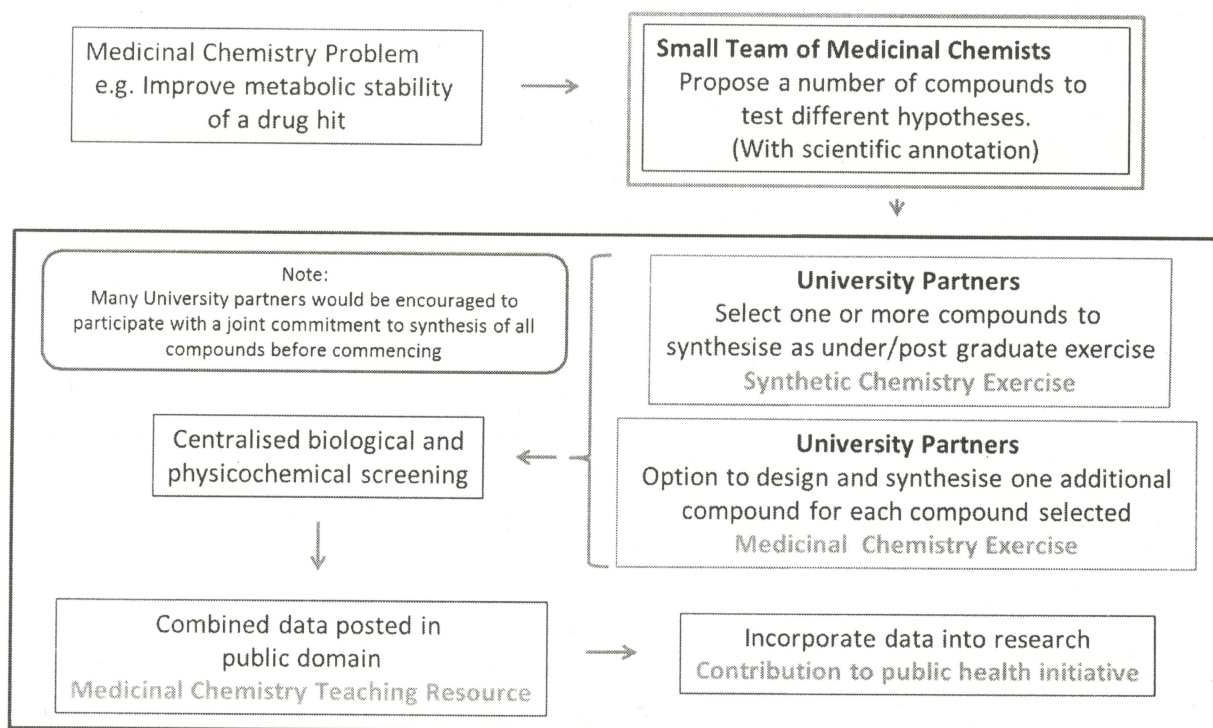 Medicinal Chemistry Problem
e.g. Improve metabolic stability
of a drug hit
Small Team of Medicinal Chemists
Propose a number of compounds to
test different hypotheses.
(With scientific annotation)
Note:
Many University partners would be encouraged to
participate with a joint commitment to synthesis of all
compounds before commencing
University Partners
Select one or more compounds to
synthesise as under/post graduate exercise
Synthetic Chemistry Exercise
University Partners
Option to design and synthesise one additional
compound for each compound selected
Medicinal Chemistry Exercise
Centralised biological and
physicochemical screening
Combined data posted in
public domain
Medicinal Chemistry Teaching Resource
Incorporate data into research
Contribution to public health initiative